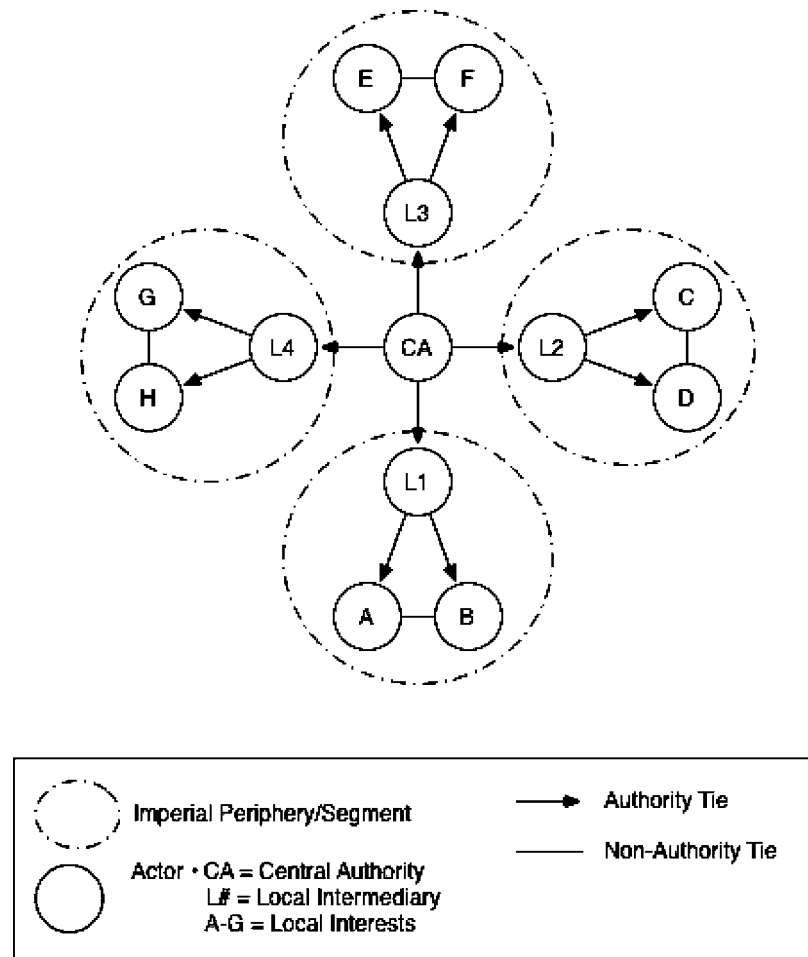 E F
L3
G
C
L4 CA L2
H
D
L1
A B
Imperial Periphery/Segment
Authority Tie
Non-Authority Tie
Actor • CA = Central Authority
L# = Local Intermediary
A-G = Local Interests